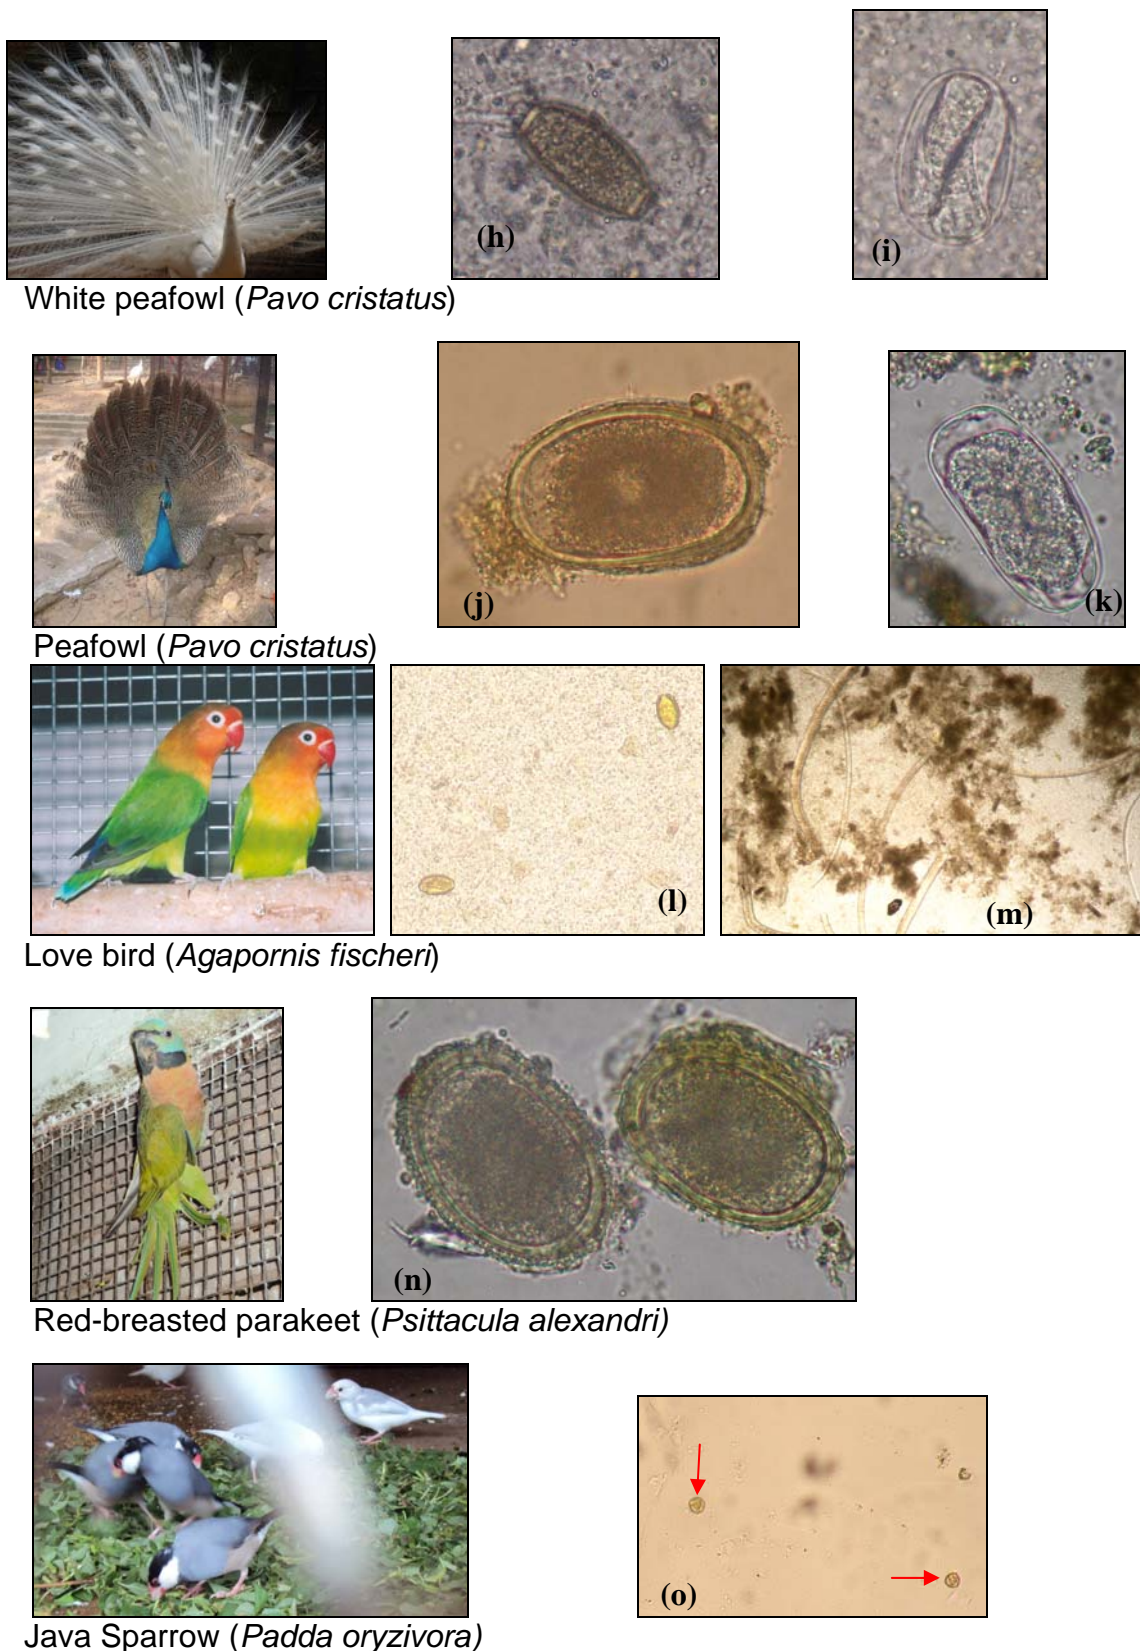 (h)
(i)
White peafowl (Pavo cristatus)
(j)
(k)
Peafowl (Pavo cristatus)
(l)
(m)
Love bird (Agapornis fischeri)
(n)
Red-breasted parakeet (Psittacula alexandri)
(o)
Java Sparrow (Padda oryzivora)